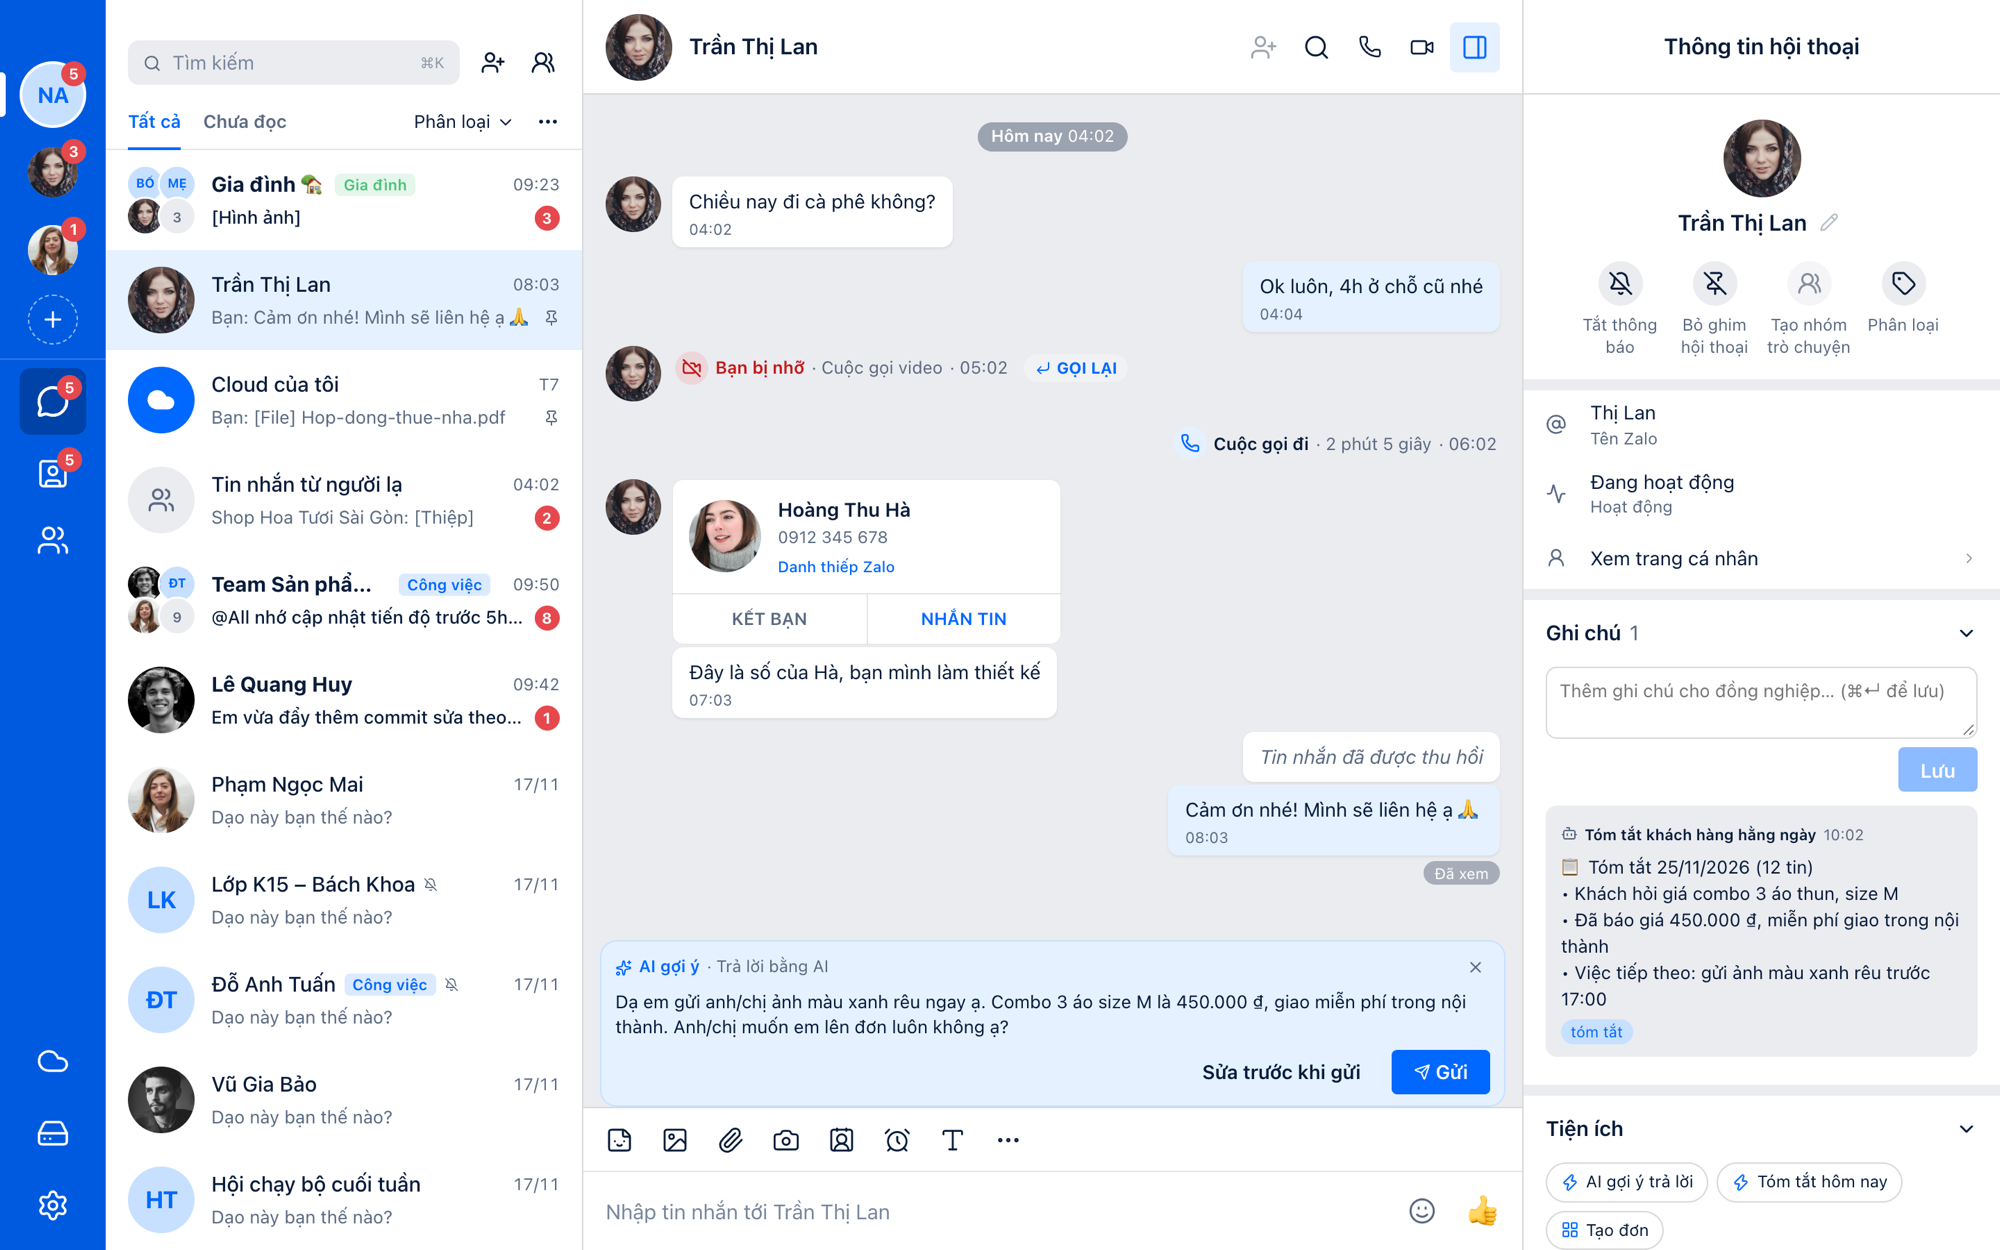 NA
5
3
1
5
5
Tìm kiếm
⌘K
Tất cả
Chưa đọc
Phân loại
BỐ
MẸ
3
Gia đình 🏡
Gia đình
09:23
[Hình ảnh]
3
Trần Thị Lan
08:03
Bạn: Cảm ơn nhé! Mình sẽ liên hệ ạ 🙏
Cloud của tôi
T7
Bạn: [File] Hop-dong-thue-nha.pdf
Tin nhắn từ người lạ
04:02
Shop Hoa Tươi Sài Gòn: [Thiệp]
2
ĐT
9
Team Sản phẩ...
Công việc
09:50
@All nhớ cập nhật tiến độ trước 5h...
8
Lê Quang Huy
09:42
Em vừa đẩy thêm commit sửa theo...
1
Phạm Ngọc Mai
17/11
Dạo này bạn thế nào?
LK
Lớp K15 – Bách Khoa
17/11
Dạo này bạn thế nào?
ĐT
Đỗ Anh Tuấn
Công việc
17/11
Dạo này bạn thế nào?
Vũ Gia Bảo
17/11
Dạo này bạn thế nào?
HT
Hội chạy bộ cuối tuần
17/11
Dạo này bạn thế nào?
Trần Thị Lan
Hôm nay 04:02
Chiều nay đi cà phê không?
04:02
Ok luôn, 4h ở chỗ cũ nhé
04:04
Bạn bị nhỡ · Cuộc gọi video · 05:02
GỌI LẠI
Cuộc gọi đi · 2 phút 5 giây · 06:02
Hoàng Thu Hà
0912 345 678
Danh thiếp Zalo
KẾT BẠN
NHẮN TIN
Đây là số của Hà, bạn mình làm thiết kế
07:03
Tin nhắn đã được thu hồi
Cảm ơn nhé! Mình sẽ liên hệ ạ 🙏
08:03
Đã xem
AI gợi ý · Trả lời bằng AI
Dạ em gửi anh/chị ảnh màu xanh rêu ngay ạ. Combo 3 áo size M là 450.000 ₫, giao miễn phí trong nội
thành. Anh/chị muốn em lên đơn luôn không ạ?
Sửa trước khi gửi
Gửi
Nhập tin nhắn tới Trần Thị Lan
Thông tin hội thoại
Trần Thị Lan
Tắt thông
báo
Bỏ ghim
hội thoại
Tạo nhóm
trò chuyện
Phân loại
Thị Lan
Tên Zalo
Đang hoạt động
Hoạt động
Xem trang cá nhân
Ghi chú 1
Thêm ghi chú cho đồng nghiệp... (⌘↵ để lưu)
Lưu
Tóm tắt khách hàng hằng ngày 10:02
📋 Tóm tắt 25/11/2026 (12 tin)
• Khách hỏi giá combo 3 áo thun, size M
• Đã báo giá 450.000 ₫, miễn phí giao trong nội
thành
• Việc tiếp theo: gửi ảnh màu xanh rêu trước
17:00
tóm tắt
Tiện ích
AI gợi ý trả lời
Tóm tắt hôm nay
Tạo đơn